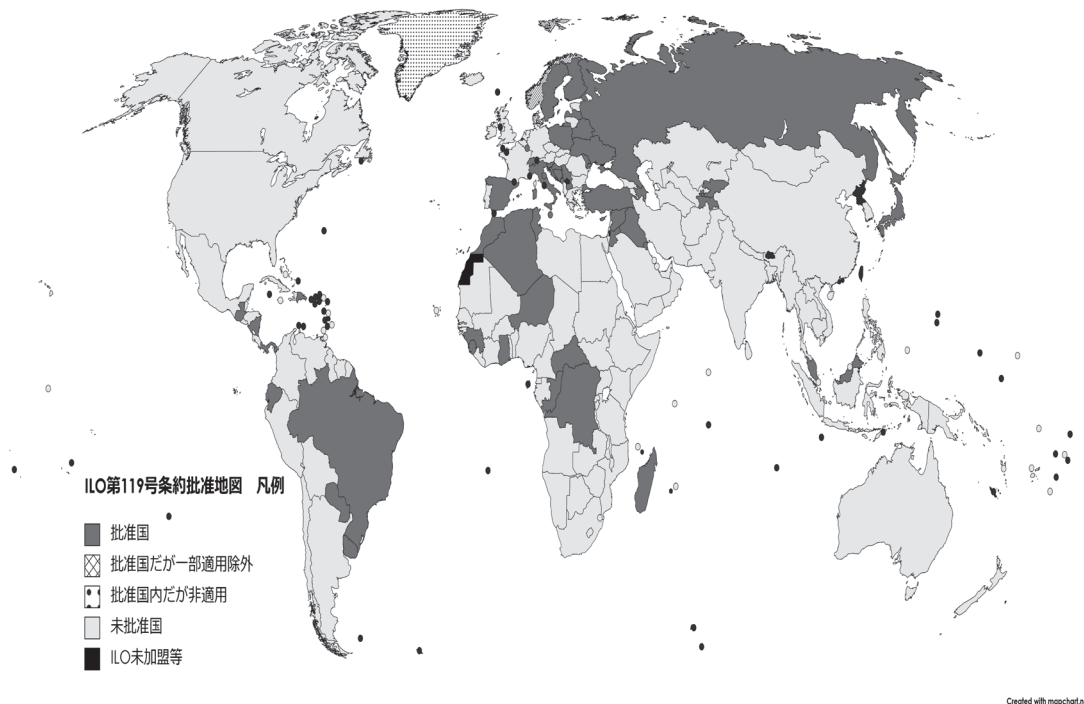 ILO第119号条約批准地図　凡例
批准国
批准国だが一部適用除外
批准国内だが非適用
未批准国
ILO未加盟等
Created with mapchart.n